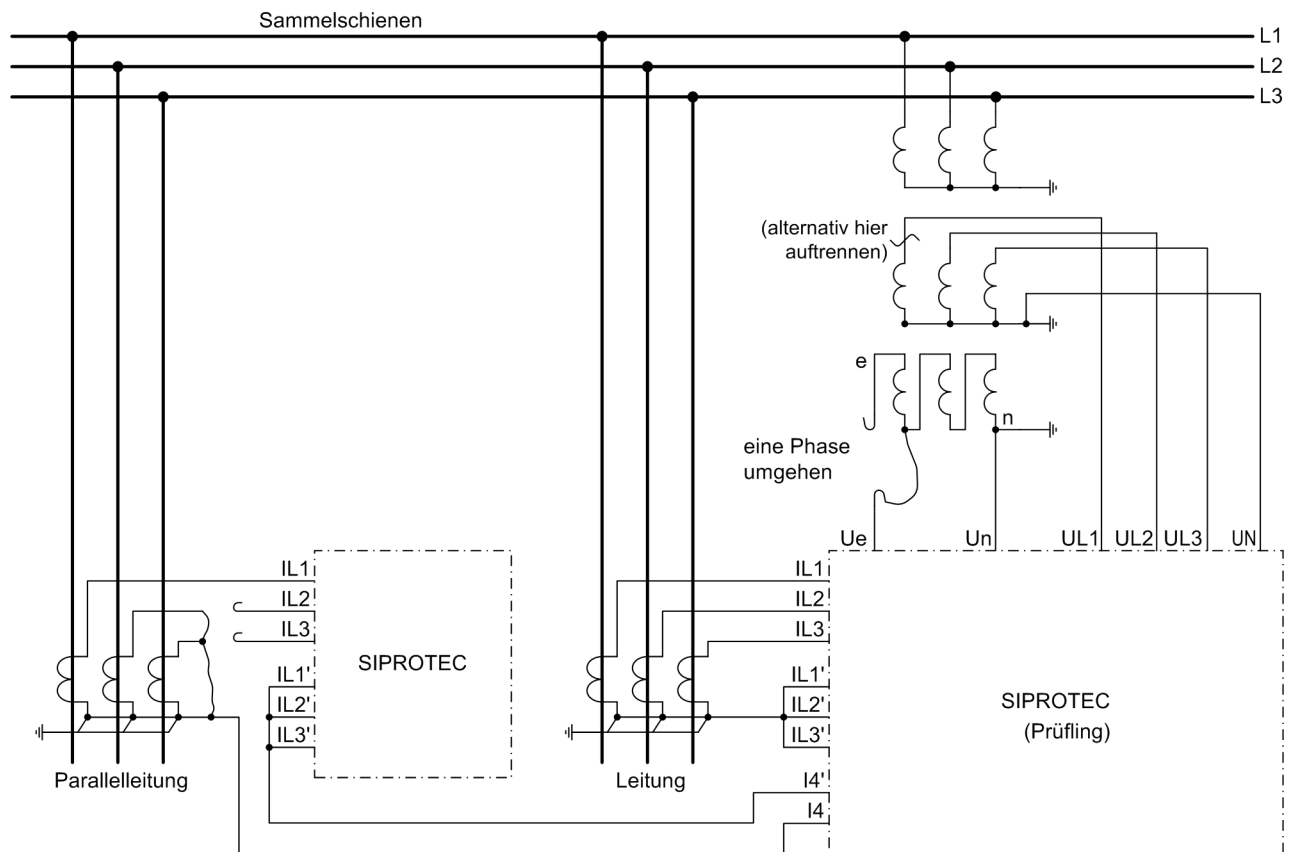 Sammelschienen
L1
L2
L3
(alternativ hier
auftrennen)
e
n
eine Phase
umgehen
Ue
Un
UL1
UL2
UL3
UN
IL1
IL2
IL3
SIPROTEC
IL1'
IL2'
IL3'
Parallelleitung
IL1
IL2
IL3
IL1'
IL2'
IL3'
SIPROTEC
(Prüfling)
Leitung
I4'
I4